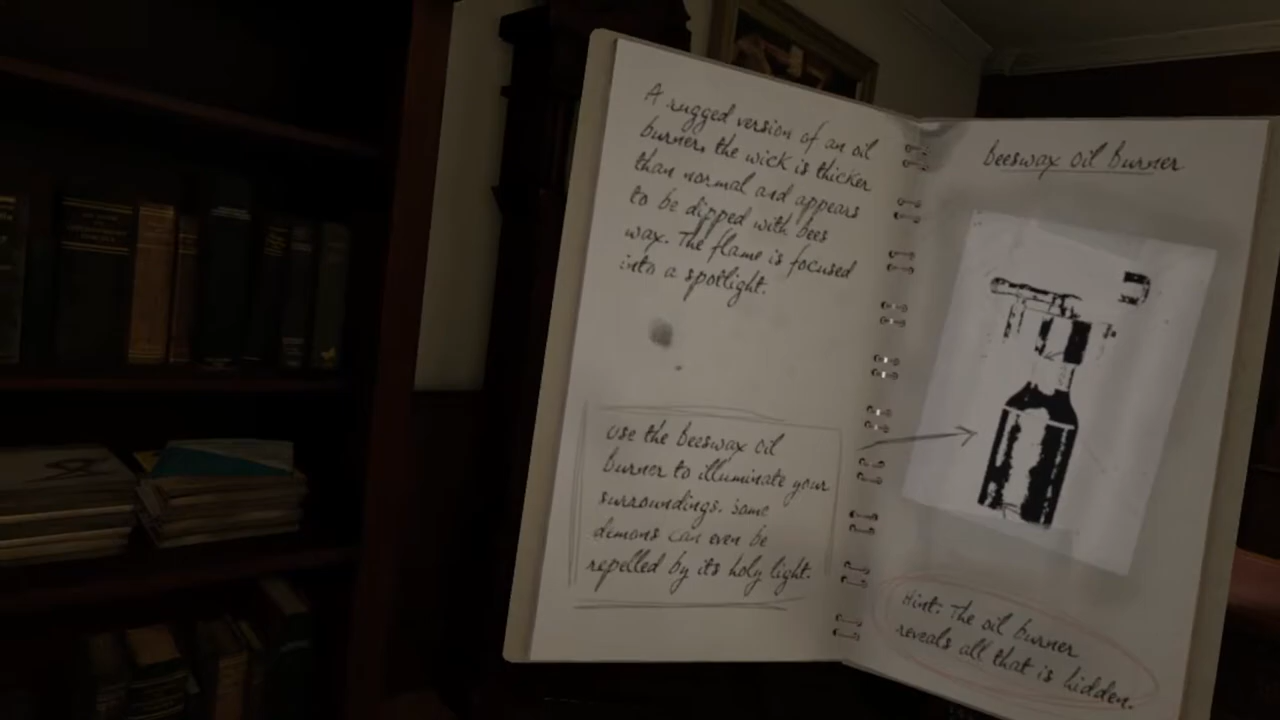 A rugged version of an oil
burner, the wick is thicker
than normal and appears
to be dipped with bees
wax. The flame is focused
into a spotlight.
use the beeswax oil
burner to illuminate your
surroundings. some
demons can even be
repelled by its holy light.
beeswax oil burner
Hint: The oil burner
reveals all that is hidden.